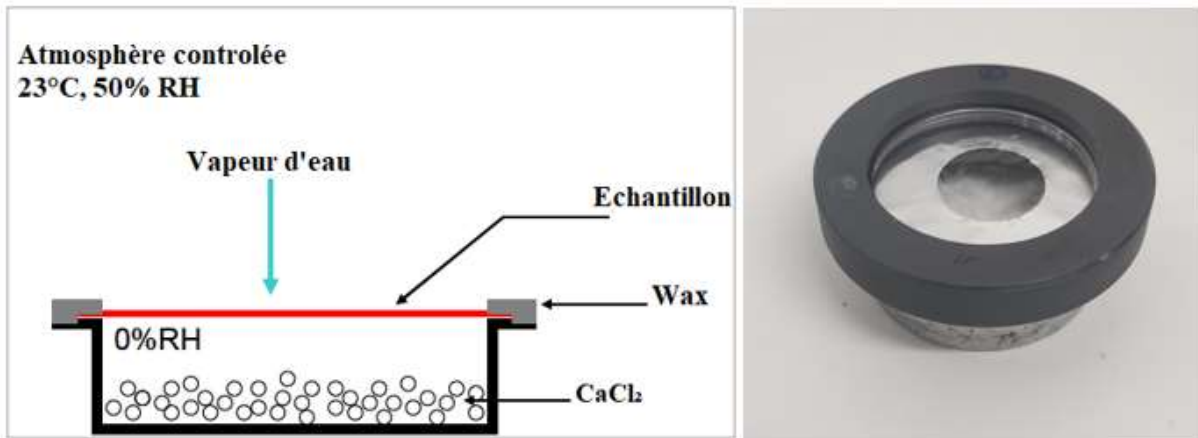 Atmosphère controlée
23°C, 50% RH
Vapeur d'eau
Echantillon
Wax
0%RH
CaCl₂